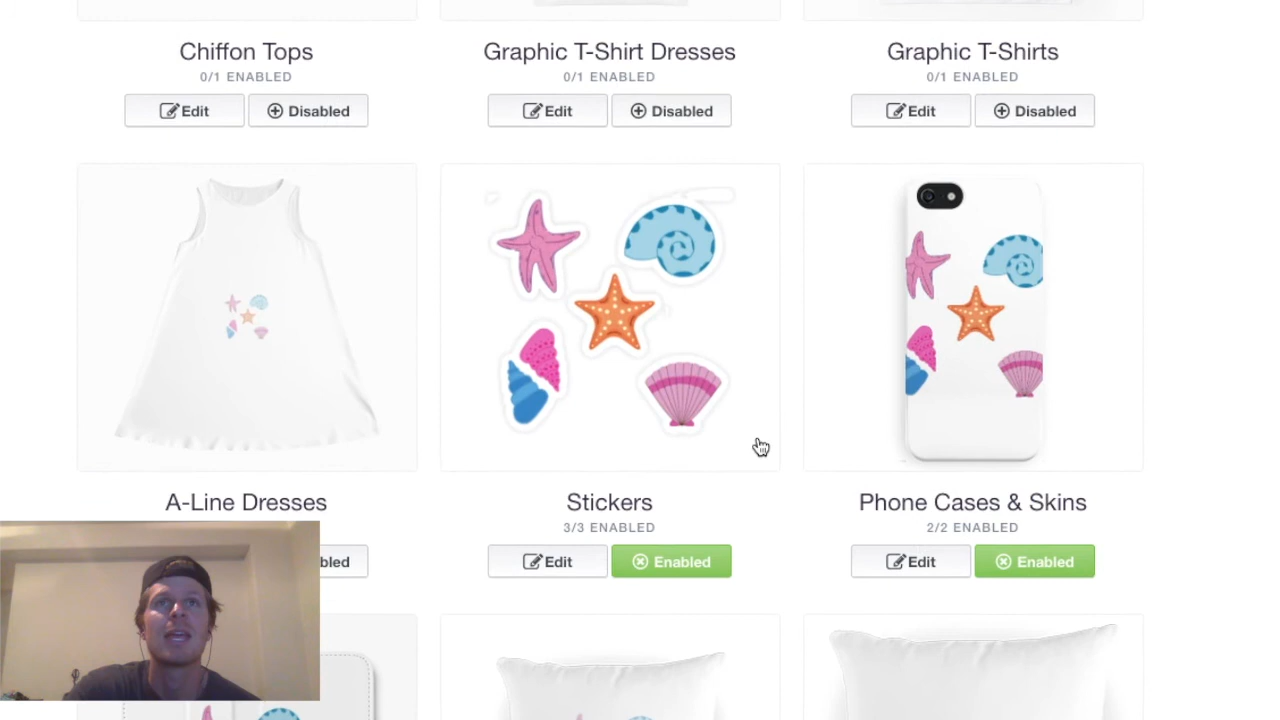 Chiffon Tops
0/1 ENABLED
Edit
Disabled
Graphic T-Shirt Dresses
0/1 ENABLED
Edit
Disabled
Graphic T-Shirts
0/1 ENABLED
Edit
Disabled
A-Line Dresses
bled
Stickers
3/3 ENABLED
Edit
Enabled
Phone Cases & Skins
2/2 ENABLED
Edit
Enabled